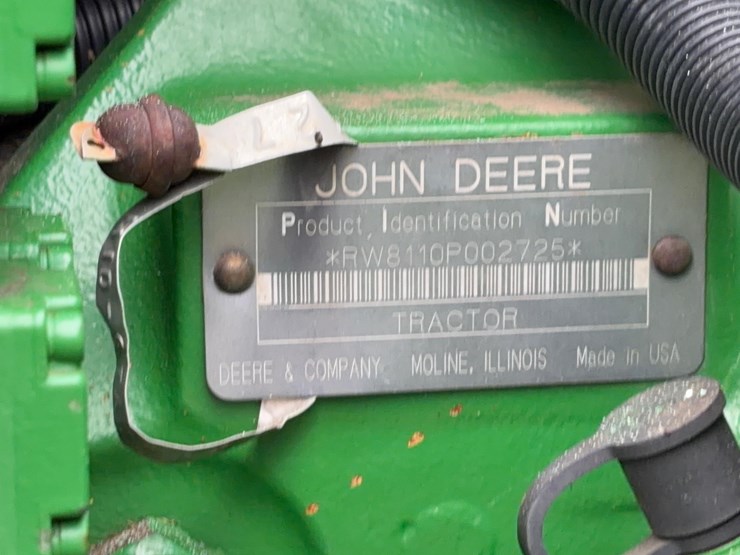 JOHN DEERE
Product Identification Number
*RW8110P002725*
TRACTOR
DEERE & COMPANY MOLINE, ILLINOIS Made in USA